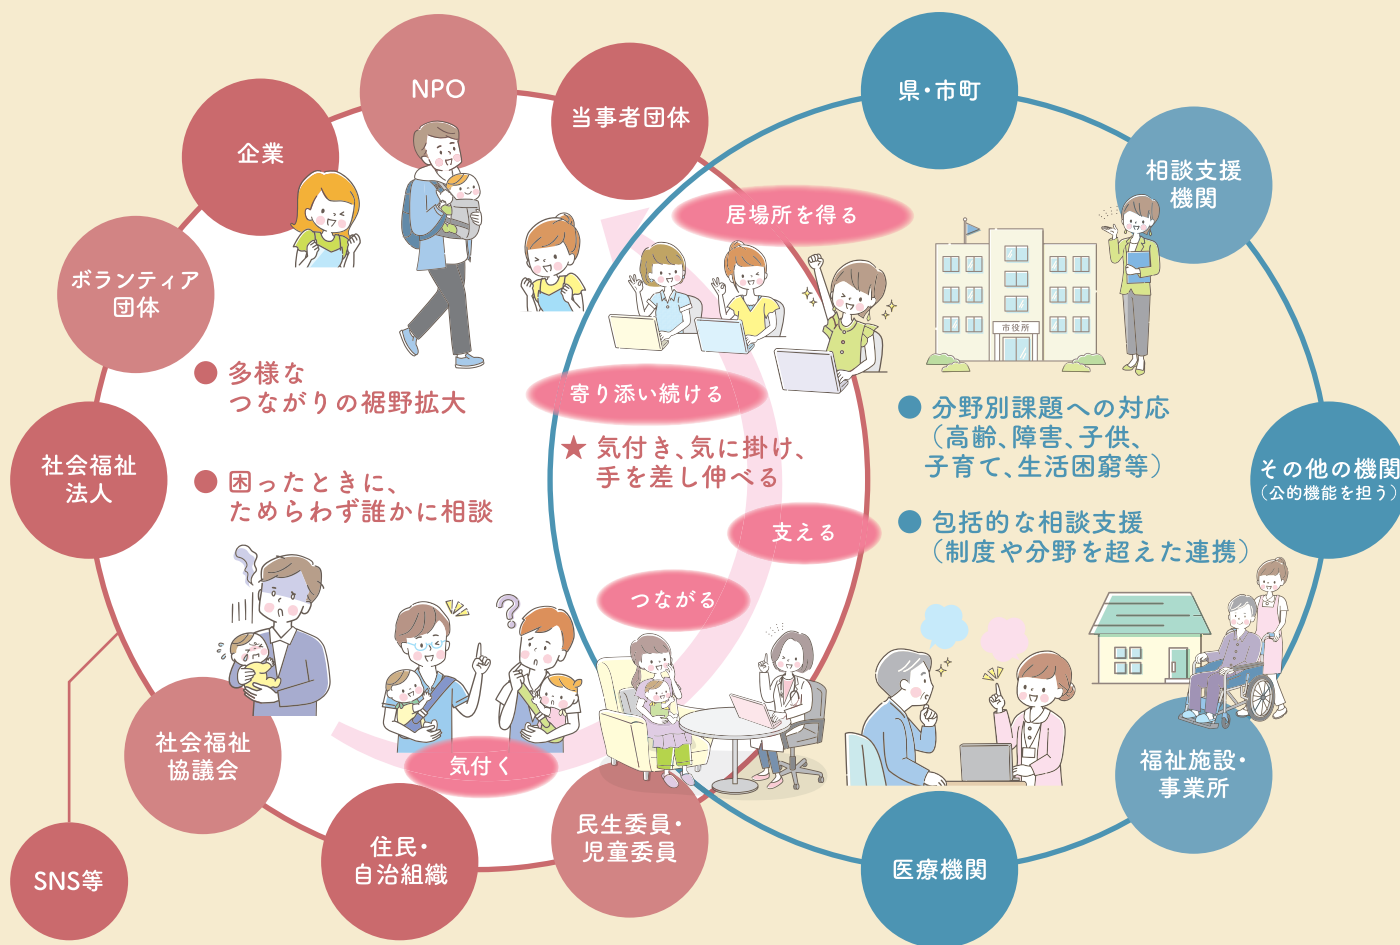 NPO
当事者団体
企業
ボランティア
団体
社会福祉
法人
社会福祉
協議会
SNS等
住民・
自治組織
民生委員・
児童委員
● 多様な
つながりの裾野拡大
● 困ったときに、
ためらわず誰かに相談
居場所を得る
寄り添い続ける
★ 気付き、気に掛け、
手を差し伸べる
支える
つながる
気付く
県・市町
相談支援
機関
市役所
● 分野別課題への対応
（高齢、障害、子供、
子育て、生活困窮等）
● 包括的な相談支援
（制度や分野を超えた連携）
その他の機関
（公的機能を担う）
福祉施設・
事業所
医療機関